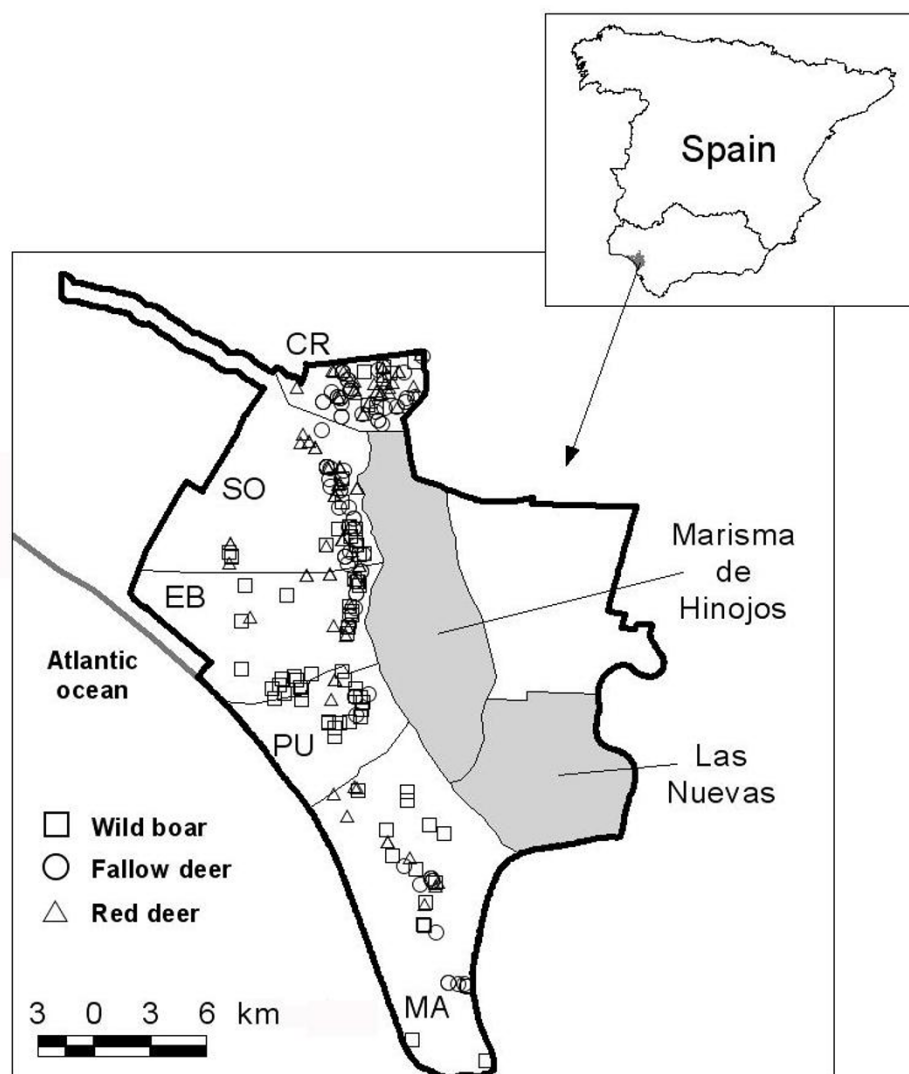 Spain
CR
SO
Marisma
de
Hinojos
EB
Atlantic
ocean
PU
Las
Nuevas
Wild boar
Fallow deer
Red deer
MA
3 0 3 6 km